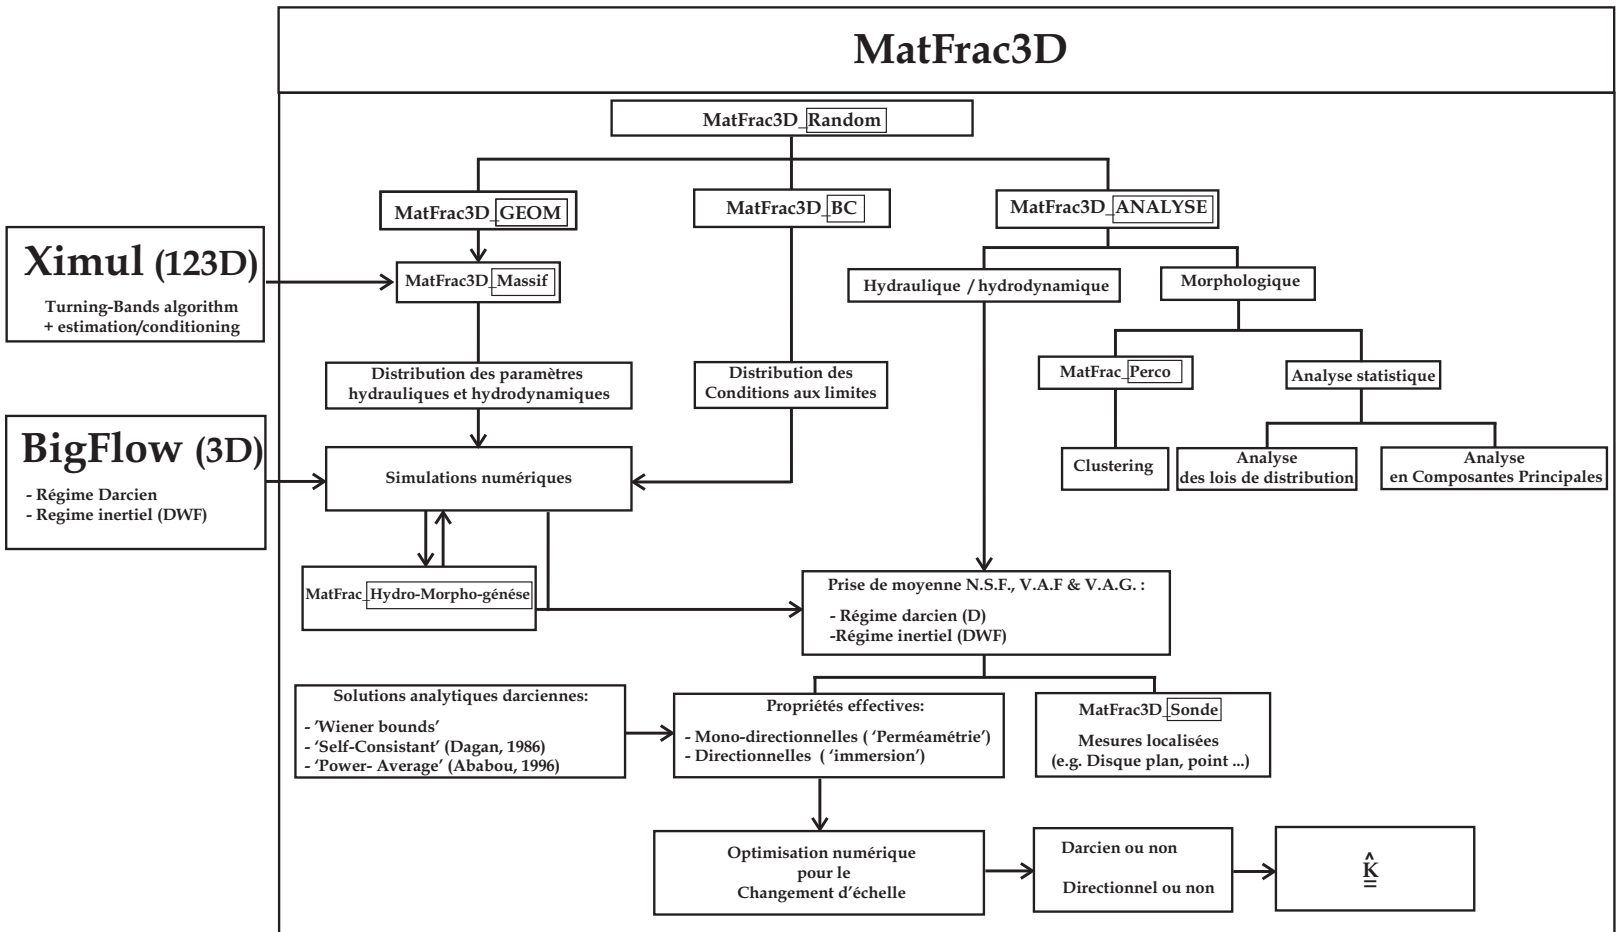 MatFrac3D
MatFrac3D_Random
MatFrac3D_GEOM
MatFrac3D_BC
MatFrac3D_ANALYSE
Ximul (123D)
Turning-Bands algorithm
+ estimation/conditioning
MatFrac3D_Massif
Hydraulique / hydrodynamique
Morphologique
Distribution des paramètres
hydrauliques et hydrodynamiques
Distribution des
Conditions aux limites
MatFrac_Perco
Analyse statistique
BigFlow (3D)
- Régime Darcien
- Regime inertiel (DWF)
Simulations numériques
Clustering
Analyse
des lois de distribution
Analyse
en Composantes Principales
MatFrac_Hydro-Morpho-génése
Prise de moyenne N.S.F., V.A.F & V.A.G. :
- Régime darcien (D)
-Régime inertiel (DWF)
Solutions analytiques darciennes:
- 'Wiener bounds'
- 'Self-Consistant' (Dagan, 1986)
- 'Power- Average' (Ababou, 1996)
Propriétés effectives:
- Mono-directionnelles ( 'Perméamétrie')
- Directionnelles ( 'immersion')
MatFrac3D_Sonde
Mesures localisées
(e.g. Disque plan, point ...)
Optimisation numérique
pour le
Changement d'échelle
Darcien ou non
Directionnel ou non
K̳̂